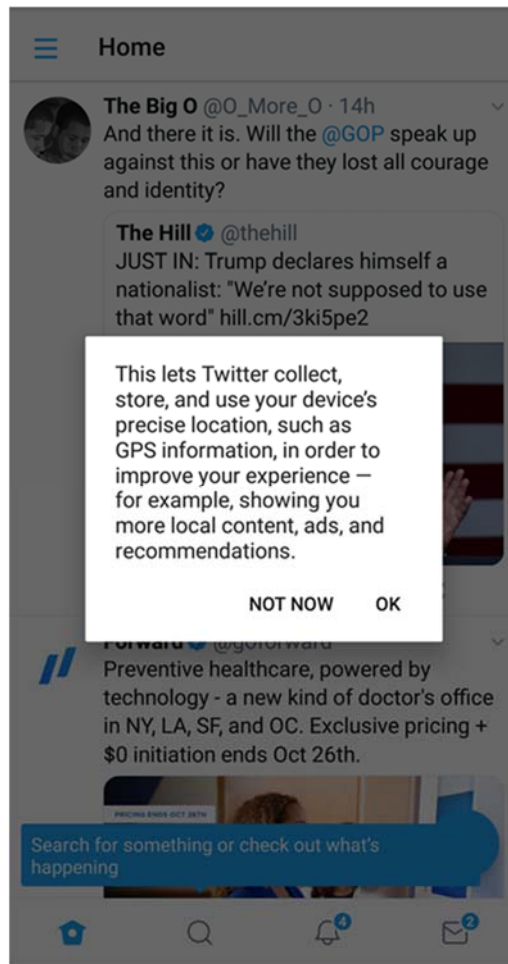 Home
The Big O @O_More_O · 14h
And there it is. Will the @GOP speak up
against this or have they lost all courage
and identity?
The Hill @thehill
JUST IN: Trump declares himself a
nationalist: "We're not supposed to use
that word" hill.cm/3ki5pe2
This lets Twitter collect,
store, and use your device's
precise location, such as
GPS information, in order to
improve your experience —
for example, showing you
more local content, ads, and
recommendations.
NOT NOW OK
Forward @goforward
Preventive healthcare, powered by
technology - a new kind of doctor's office
in NY, LA, SF, and OC. Exclusive pricing +
$0 initiation ends Oct 26th.
PRICING ENDS OCT 26TH
Search for something or check out what's
happening
4
2